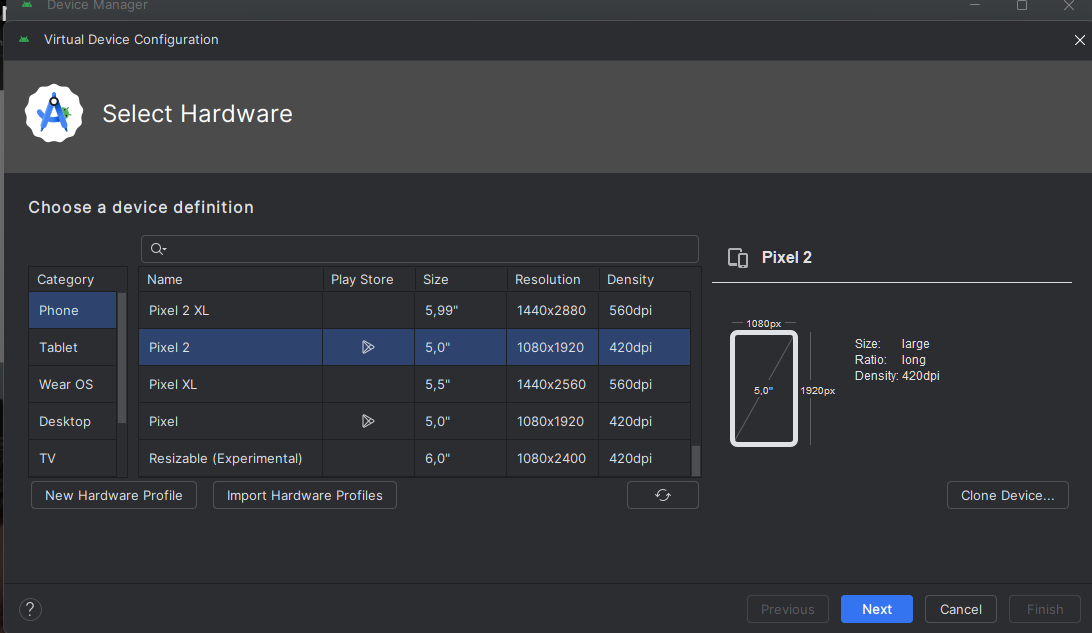 Device Manager
Virtual Device Configuration
Select Hardware
Choose a device definition
Category
Phone
Tablet
Wear OS
Desktop
TV
Name Play Store Size Resolution Density
Pixel 2 XL 5,99" 1440x2880 560dpi
Pixel 2 5,0" 1080x1920 420dpi
Pixel XL 5,5" 1440x2560 560dpi
Pixel 5,0" 1080x1920 420dpi
Resizable (Experimental) 6,0" 1080x2400 420dpi
New Hardware Profile Import Hardware Profiles
Pixel 2
1080px
5,0"
1920px
Size: large
Ratio: long
Density: 420dpi
Clone Device...
? Previous Next Cancel Finish